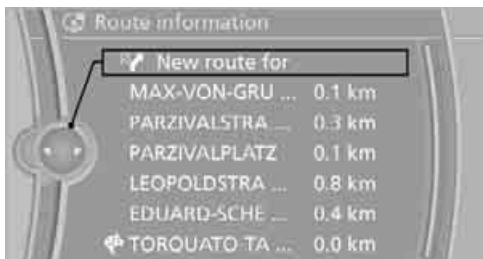 Route information
New route for
MAX-VON-GRU ... 0.1 km
PARZIVALSTRA ... 0.3 km
PARZIVALPLATZ 0.1 km
LEOPOLDSTRA ... 0.8 km
EDUARD-SCHE ... 0.4 km
TORQUATO TA ... 0.0 km